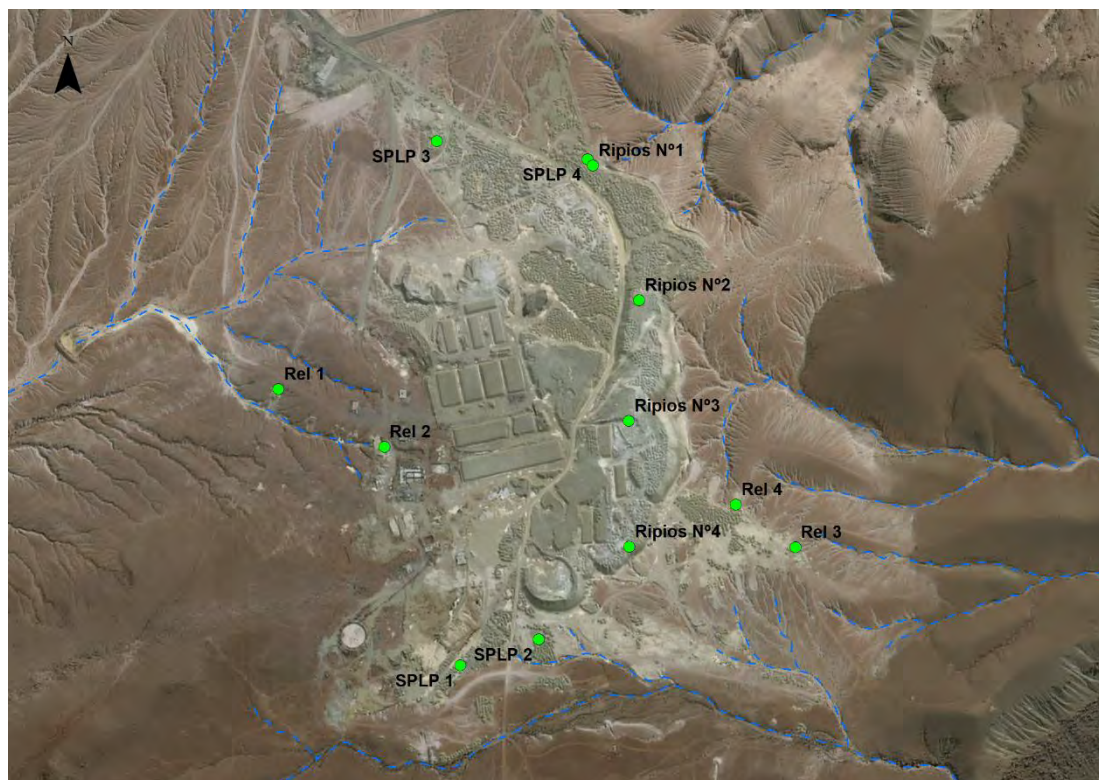 N
SPLP 3
Ripios Nº1
SPLP 4
Ripios Nº2
Rel 1
Ripios Nº3
Rel 2
Rel 4
Ripios Nº4
Rel 3
SPLP 2
SPLP 1